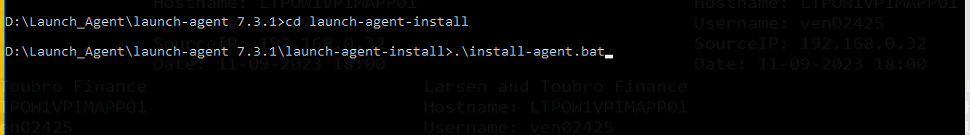 Hostname: LTPOW1VPIMAPP01
D:\Launch_Agent\launch-agent 7.3.1>cd launch-agent-install
Username: ven02425
SourceIP: 192.168.0.32
D:\Launch_Agent\launch-agent 7.3.1\launch-agent-install>.\install-agent.bat
SourceIP: 192.168.0.32
Date: 11-09-2023 18:00
Date: 11-09-2023 18:00
Toubro Finance
Larsen and Toubro Finance
LTPOW1VPIMAPP01
Hostname: LTPOW1VPIMAPP01
ven02425
Username: ven02425